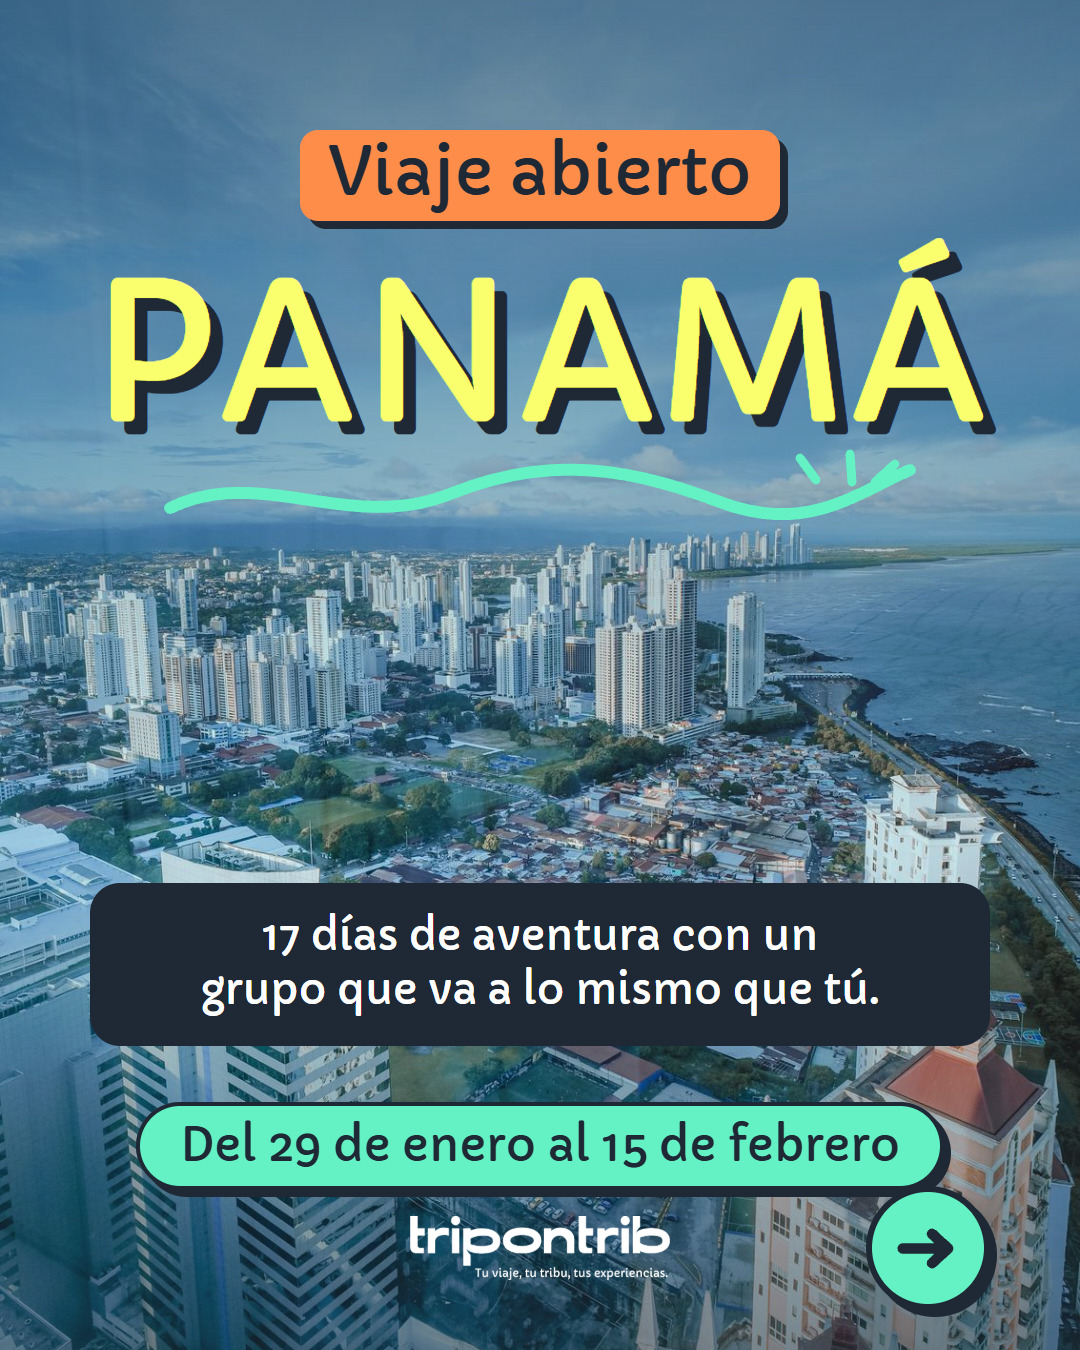 Viaje abierto
PANAMÁ
17 días de aventura con un
grupo que va a lo mismo que tú.
Del 29 de enero al 15 de febrero
tripontrib
Tu viaje, tu tribu, tus experiencias.